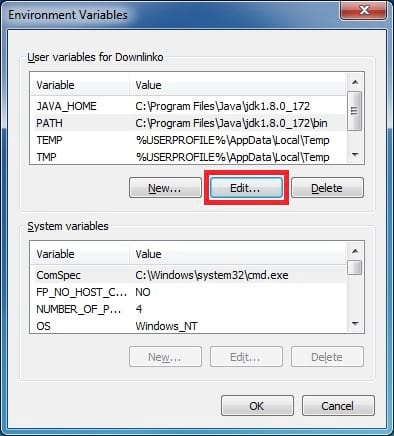 Environment Variables
User variables for Downlinko
Variable Value
JAVA_HOME C:\Program Files\Java\jdk1.8.0_172
PATH C:\Program Files\Java\jdk1.8.0_172\bin
TEMP %USERPROFILE%\AppData\Local\Temp
TMP %USERPROFILE%\AppData\Local\Temp
New... Edit... Delete
System variables
Variable Value
ComSpec C:\Windows\system32\cmd.exe
FP_NO_HOST_C... NO
NUMBER_OF_P... 4
OS Windows_NT
New... Edit... Delete
OK Cancel